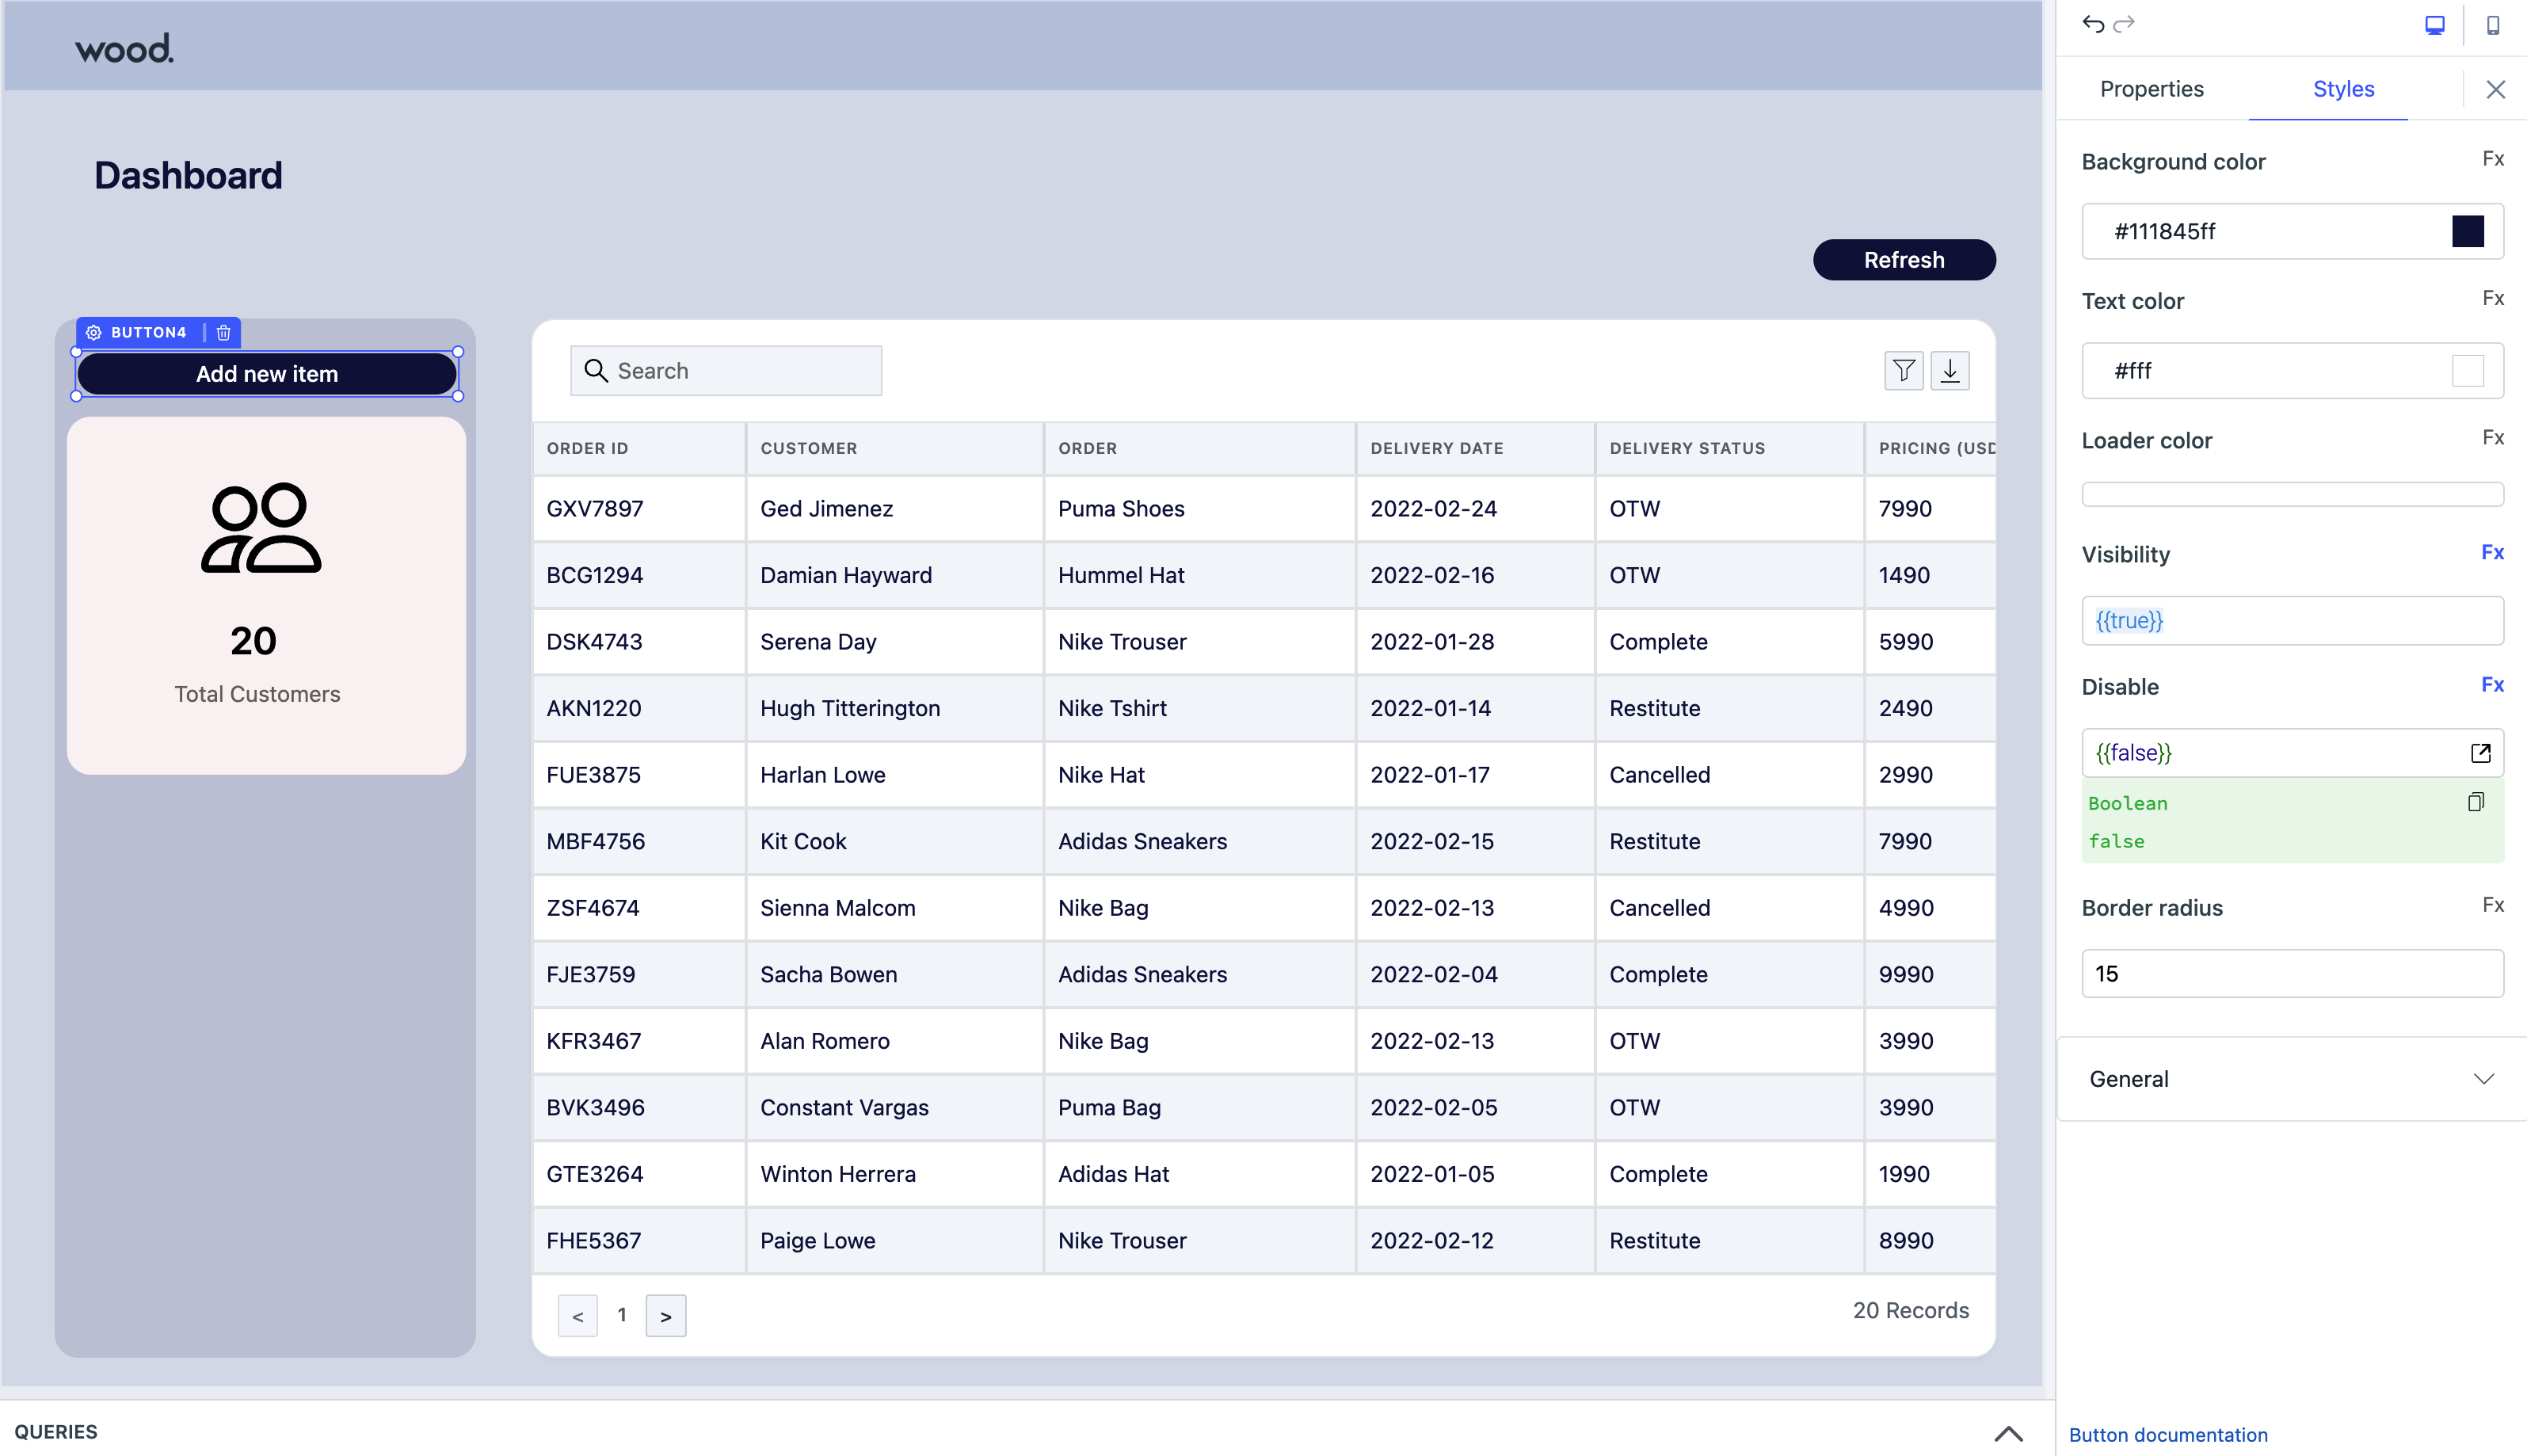 wood.
Dashboard
Refresh
BUTTON4
Add new item
20
Total Customers
Search
ORDER ID CUSTOMER ORDER DELIVERY DATE DELIVERY STATUS PRICING (USD
GXV7897 Ged Jimenez Puma Shoes 2022-02-24 OTW 7990
BCG1294 Damian Hayward Hummel Hat 2022-02-16 OTW 1490
DSK4743 Serena Day Nike Trouser 2022-01-28 Complete 5990
AKN1220 Hugh Titterington Nike Tshirt 2022-01-14 Restitute 2490
FUE3875 Harlan Lowe Nike Hat 2022-01-17 Cancelled 2990
MBF4756 Kit Cook Adidas Sneakers 2022-02-15 Restitute 7990
ZSF4674 Sienna Malcom Nike Bag 2022-02-13 Cancelled 4990
FJE3759 Sacha Bowen Adidas Sneakers 2022-02-04 Complete 9990
KFR3467 Alan Romero Nike Bag 2022-02-13 OTW 3990
BVK3496 Constant Vargas Puma Bag 2022-02-05 OTW 3990
GTE3264 Winton Herrera Adidas Hat 2022-01-05 Complete 1990
FHE5367 Paige Lowe Nike Trouser 2022-02-12 Restitute 8990
< 1 > 20 Records
QUERIES
Properties Styles
Background color Fx
#111845ff
Text color Fx
#fff
Loader color Fx
Visibility Fx
{{true}}
Disable Fx
{{false}}
Boolean
false
Border radius Fx
15
General
Button documentation